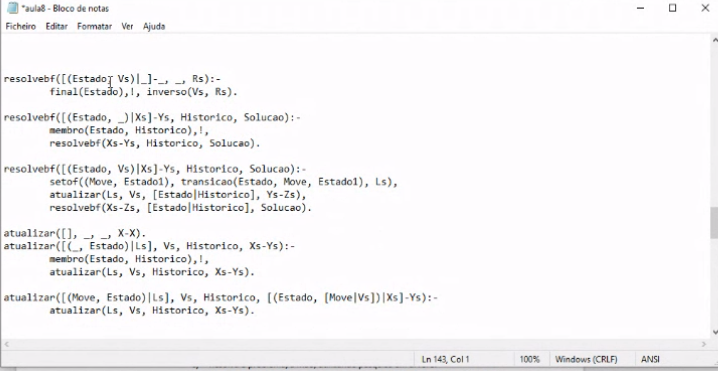 *aula8 - Bloco de notas
Ficheiro Editar Formatar Ver Ajuda
resolvebf([(Estado, Vs)|_]-_, _, Rs):-
final(Estado),!, inverso(Vs, Rs).
resolvebf([(Estado, _)|Xs]-Ys, Historico, Solucao):-
membro(Estado, Historico),!,
resolvebf(Xs-Ys, Historico, Solucao).
resolvebf([(Estado, Vs)|Xs]-Ys, Historico, Solucao):-
setof((Move, Estado1), transicao(Estado, Move, Estado1), Ls),
atualizar(Ls, Vs, [Estado|Historico], Ys-Zs),
resolvebf(Xs-Zs, [Estado|Historico], Solucao).
atualizar([], _, _, X-X).
atualizar([(_, Estado)|Ls], Vs, Historico, Xs-Ys):-
membro(Estado, Historico),!,
atualizar(Ls, Vs, Historico, Xs-Ys).
atualizar([(Move, Estado)|Ls], Vs, Historico, [(Estado, [Move|Vs])|Xs]-Ys):-
atualizar(Ls, Vs, Historico, Xs-Ys).
Ln 143, Col 1 100% Windows (CRLF) ANSI